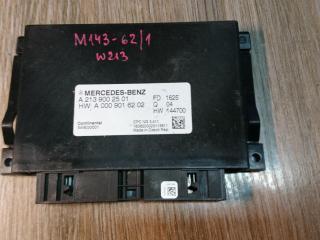 M143-62/1
W213
MERCEDES-BENZ
A 213 900 25 01 FD 1625
HW: A 000 901 62 02 Q 04
HW 144700
Continental
Made in Czech Rep.